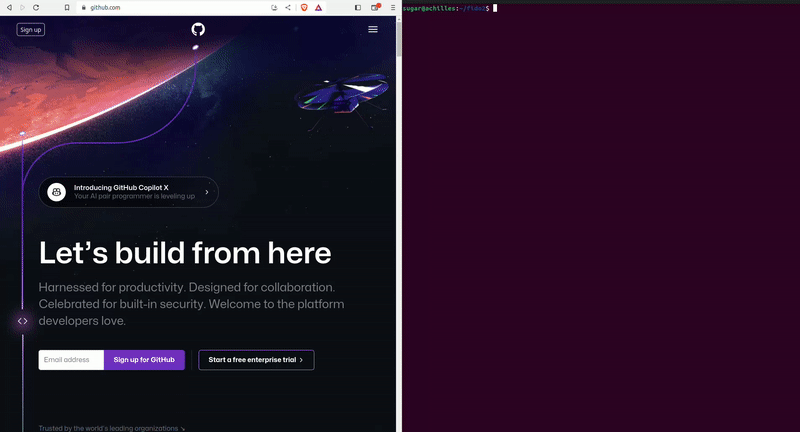 github.com
Sign up
Introducing GitHub Copilot X
Your AI pair programmer is leveling up
Let's build from here
Harnessed for productivity. Designed for collaboration.
Celebrated for built-in security. Welcome to the platform
developers love.
Email address
Sign up for GitHub
Start a free enterprise trial
Trusted by the world's leading organizations ↘
sugar@achilles:~/fido2$